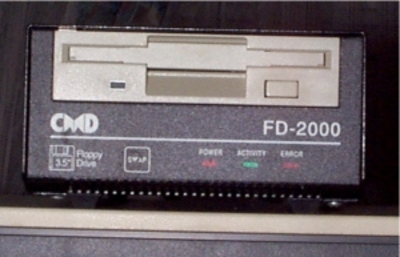 CMD
FD-2000
POWER ACTIVITY ERROR
3.5" Floppy Drive
SWAP